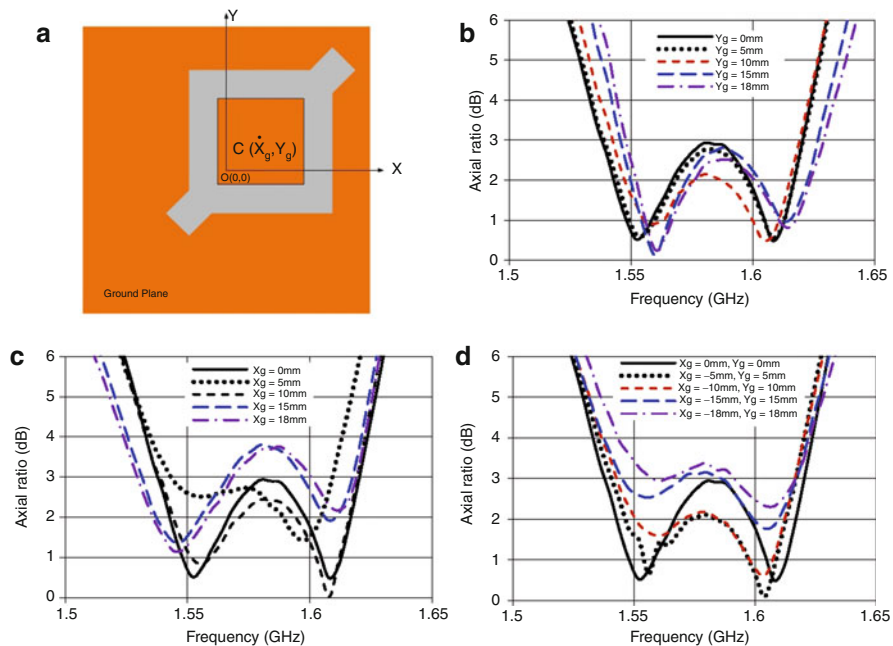 a
Y
C (Ẋg,Yg)
X
O(0,0)
Ground Plane
b
6
5
4
3
2
1
0
Axial ratio (dB)
Yg = 0mm
Yg = 5mm
Yg = 10mm
Yg = 15mm
Yg = 18mm
1.5
1.55
1.6
1.65
Frequency (GHz)
c
6
5
4
3
2
1
0
Axial ratio (dB)
Xg = 0mm
Xg = 5mm
Xg = 10mm
Xg = 15mm
Xg = 18mm
1.5
1.55
1.6
1.65
Frequency (GHz)
d
6
5
4
3
2
1
0
Axial ratio (dB)
Xg = 0mm, Yg = 0mm
Xg = −5mm, Yg = 5mm
Xg = −10mm, Yg = 10mm
Xg = −15mm, Yg = 15mm
Xg = −18mm, Yg = 18mm
1.5
1.55
1.6
1.65
Frequency (GHz)